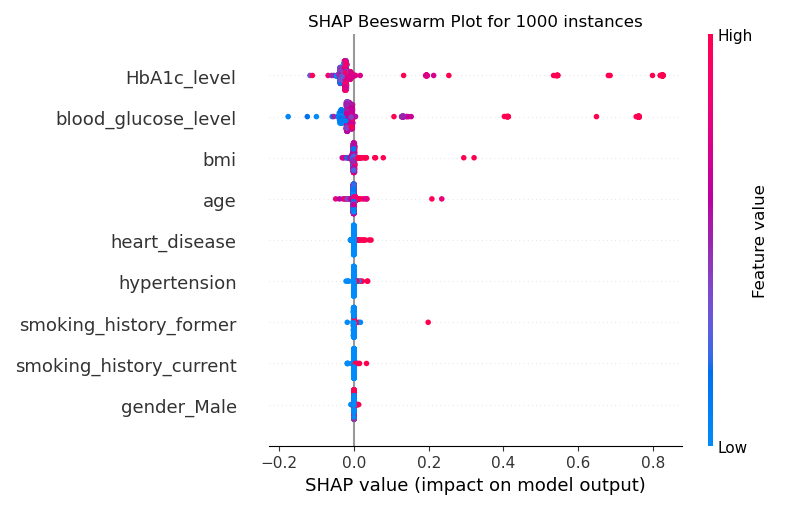 SHAP Beeswarm Plot for 1000 instances
High
HbA1c_level
blood_glucose_level
bmi
age
heart_disease
hypertension
smoking_history_former
smoking_history_current
gender_Male
Feature value
Low
−0.2 0.0 0.2 0.4 0.6 0.8
SHAP value (impact on model output)